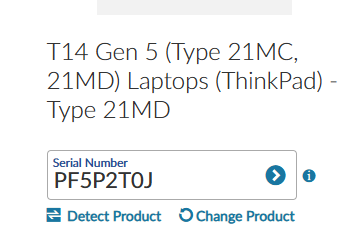 T14 Gen 5 (Type 21MC,
21MD) Laptops (ThinkPad) -
Type 21MD
Serial Number
PF5P2T0J
Detect Product Change Product